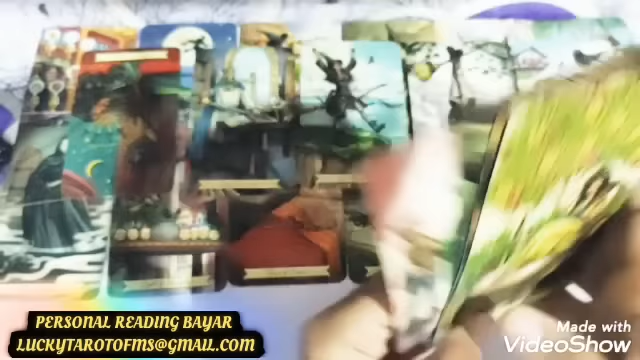 PERSONAL READING BAYAR
LUCKYTAROTOFMS@GMAIL.COM
Made with
VideoShow